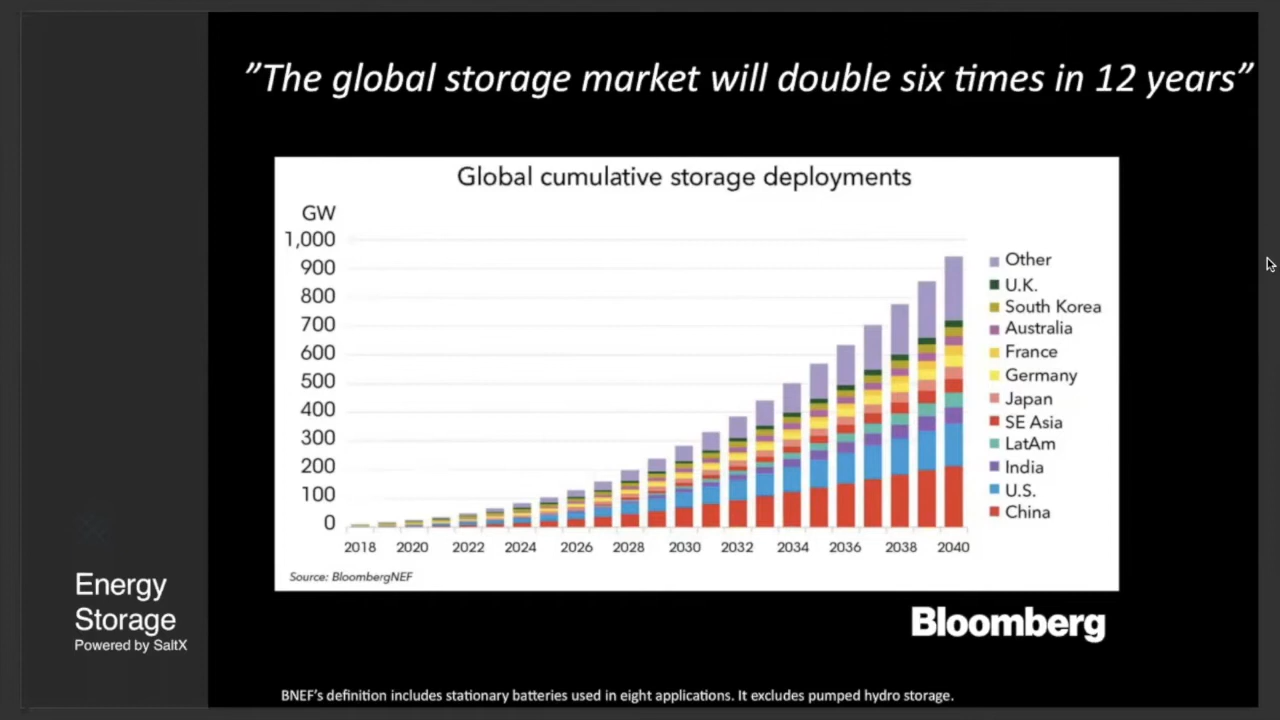 ”The global storage market will double six times in 12 years”
Global cumulative storage deployments
GW
1,000
900
800
700
600
500
400
300
200
100
0
2018 2020 2022 2024 2026 2028 2030 2032 2034 2036 2038 2040
Other
U.K.
South Korea
Australia
France
Germany
Japan
SE Asia
LatAm
India
U.S.
China
Source: BloombergNEF
Bloomberg
Energy
Storage
Powered by SaltX
BNEF’s definition includes stationary batteries used in eight applications. It excludes pumped hydro storage.